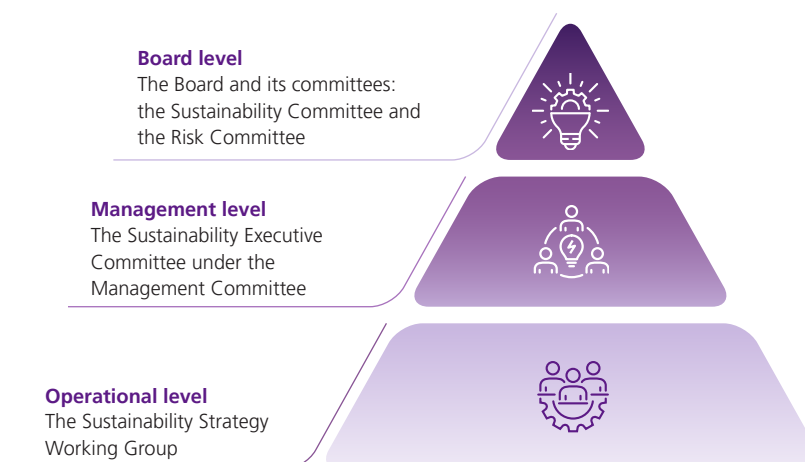 Board level
The Board and its committees:
the Sustainability Committee and
the Risk Committee
Management level
The Sustainability Executive
Committee under the
Management Committee
Operational level
The Sustainability Strategy
Working Group